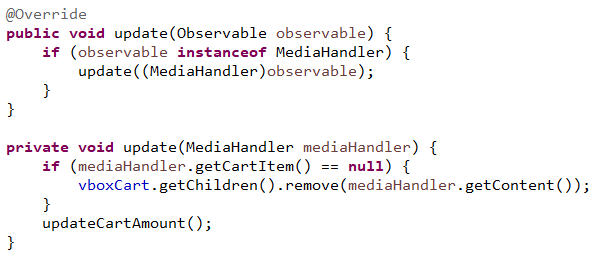 @Override
public void update(Observable observable) {
    if (observable instanceof MediaHandler) {
        update((MediaHandler)observable);
    }
}

private void update(MediaHandler mediaHandler) {
    if (mediaHandler.getCartItem() == null) {
        vboxCart.getChildren().remove(mediaHandler.getContent());
    }
    updateCartAmount();
}